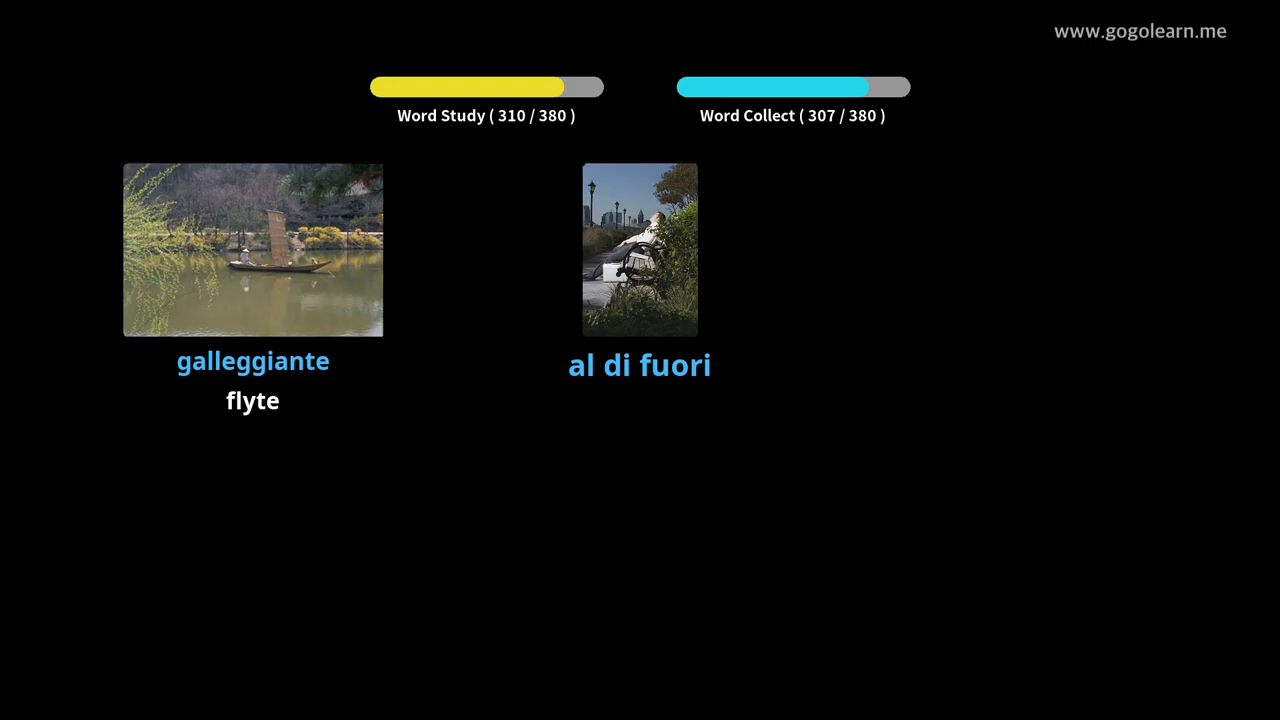 www.gogolearn.me
Word Study ( 310 / 380 )
Word Collect ( 307 / 380 )
galleggiante
flyte
al di fuori